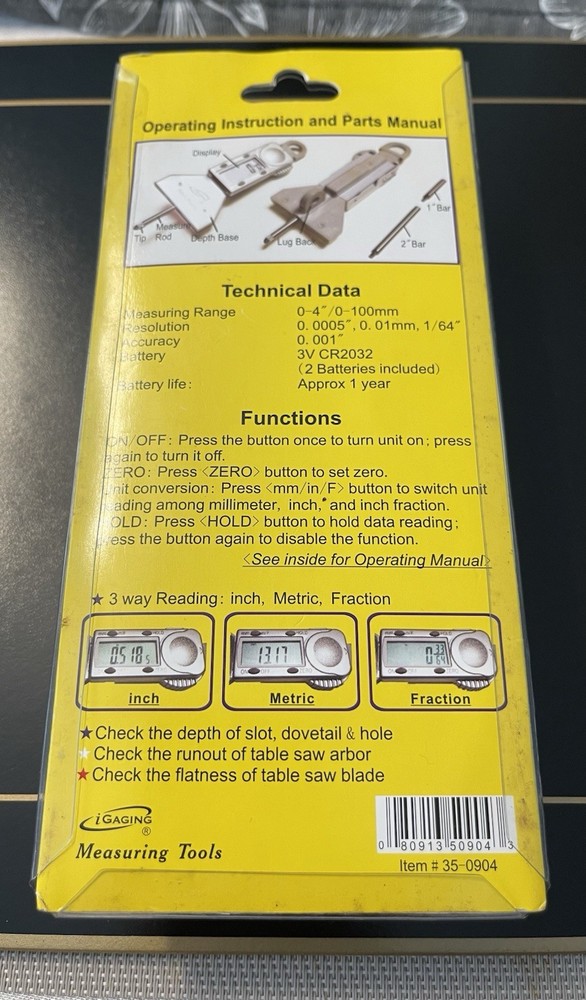 Operating Instruction and Parts Manual
Display
Measure
Tip Rod Depth Base
Lug Back
1″Bar
2″Bar
Technical Data
Measuring Range 0-4″/0-100mm
Resolution 0.0005″, 0.01mm, 1/64″
Accuracy 0.001″
Battery 3V CR2032
(2 Batteries included)
Battery life: Approx 1 year
Functions
ON/OFF: Press the button once to turn unit on; press
again to turn it off.
ZERO: Press <ZERO> button to set zero.
Unit conversion: Press <mm/in/F> button to switch unit
reading among millimeter, inch, and inch fraction.
HOLD: Press <HOLD> button to hold data reading;
press the button again to disable the function.
<See inside for Operating Manual>
★ 3 way Reading: inch, Metric, Fraction
0.5185
13.17
0 33/64
inch
Metric
Fraction
★Check the depth of slot, dovetail & hole
★Check the runout of table saw arbor
★Check the flatness of table saw blade
iGAGING®
Measuring Tools
0 80913 50904 3
Item # 35-0904